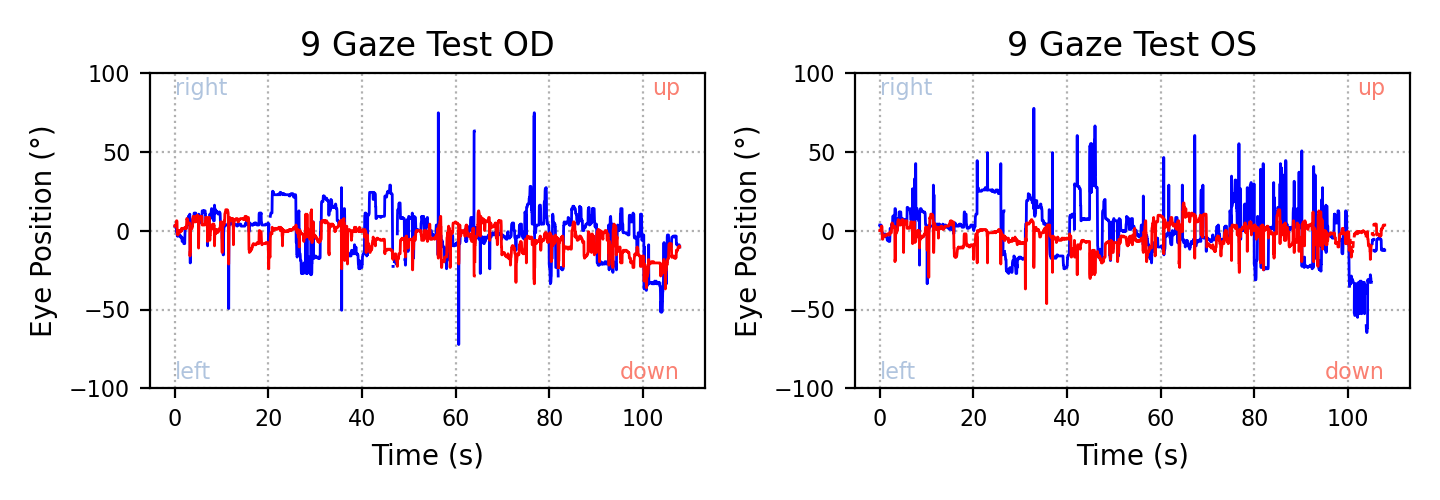 9 Gaze Test OD
100
50
0
−50
−100
Eye Position (°)
right
up
left
down
0 20 40 60 80 100
Time (s)
9 Gaze Test OS
100
50
0
−50
−100
Eye Position (°)
right
up
left
down
0 20 40 60 80 100
Time (s)